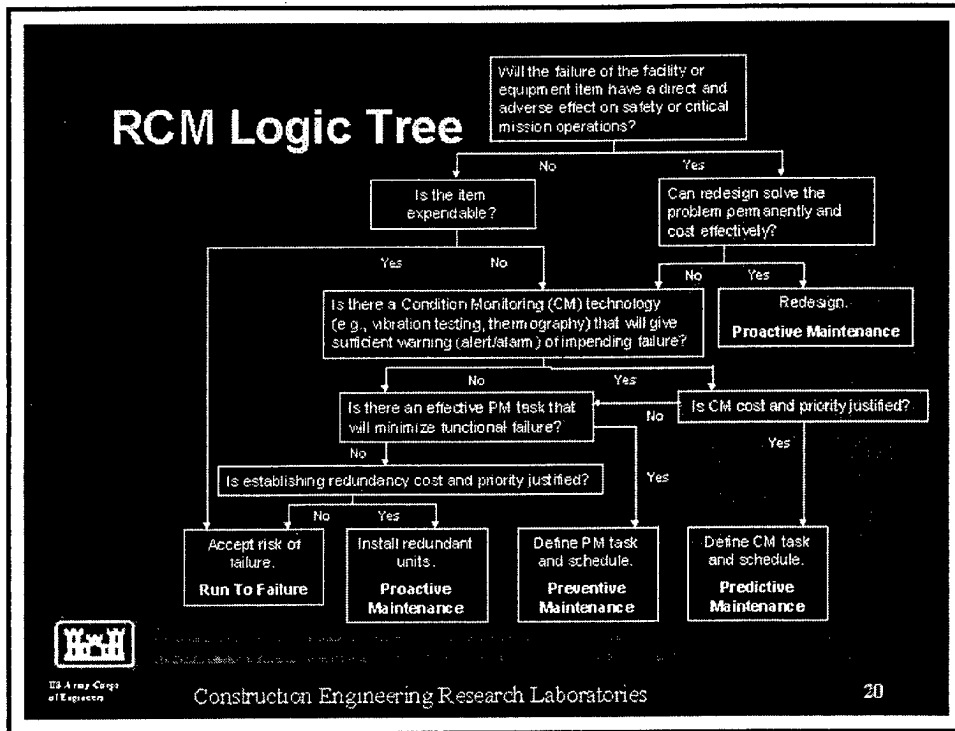 RCM Logic Tree
Will the failure of the facility or
equipment item have a direct and
adverse effect on safety or critical
mission operations?
No
Yes
Is the item
expendable?
Can redesign solve the
problem permanently and
cost effectively?
Yes
No
No
Yes
Is there a Condition Monitoring (CM) technology
(e.g., vibration testing, thermography) that will give
sufficient warning (alert/alarm) of impending failure?
Redesign.
Proactive Maintenance
No
Yes
Is there an effective PM task that
will minimize functional failure?
No
Is CM cost and priority justified?
No
Yes
Yes
Is establishing redundancy cost and priority justified?
No
Yes
Accept risk of
failure.
Run To Failure
Install redundant
units.
Proactive
Maintenance
Define PM task
and schedule.
Preventive
Maintenance
Define CM task
and schedule.
Predictive
Maintenance
US Army Corps
of Engineers
Construction Engineering Research Laboratories
20